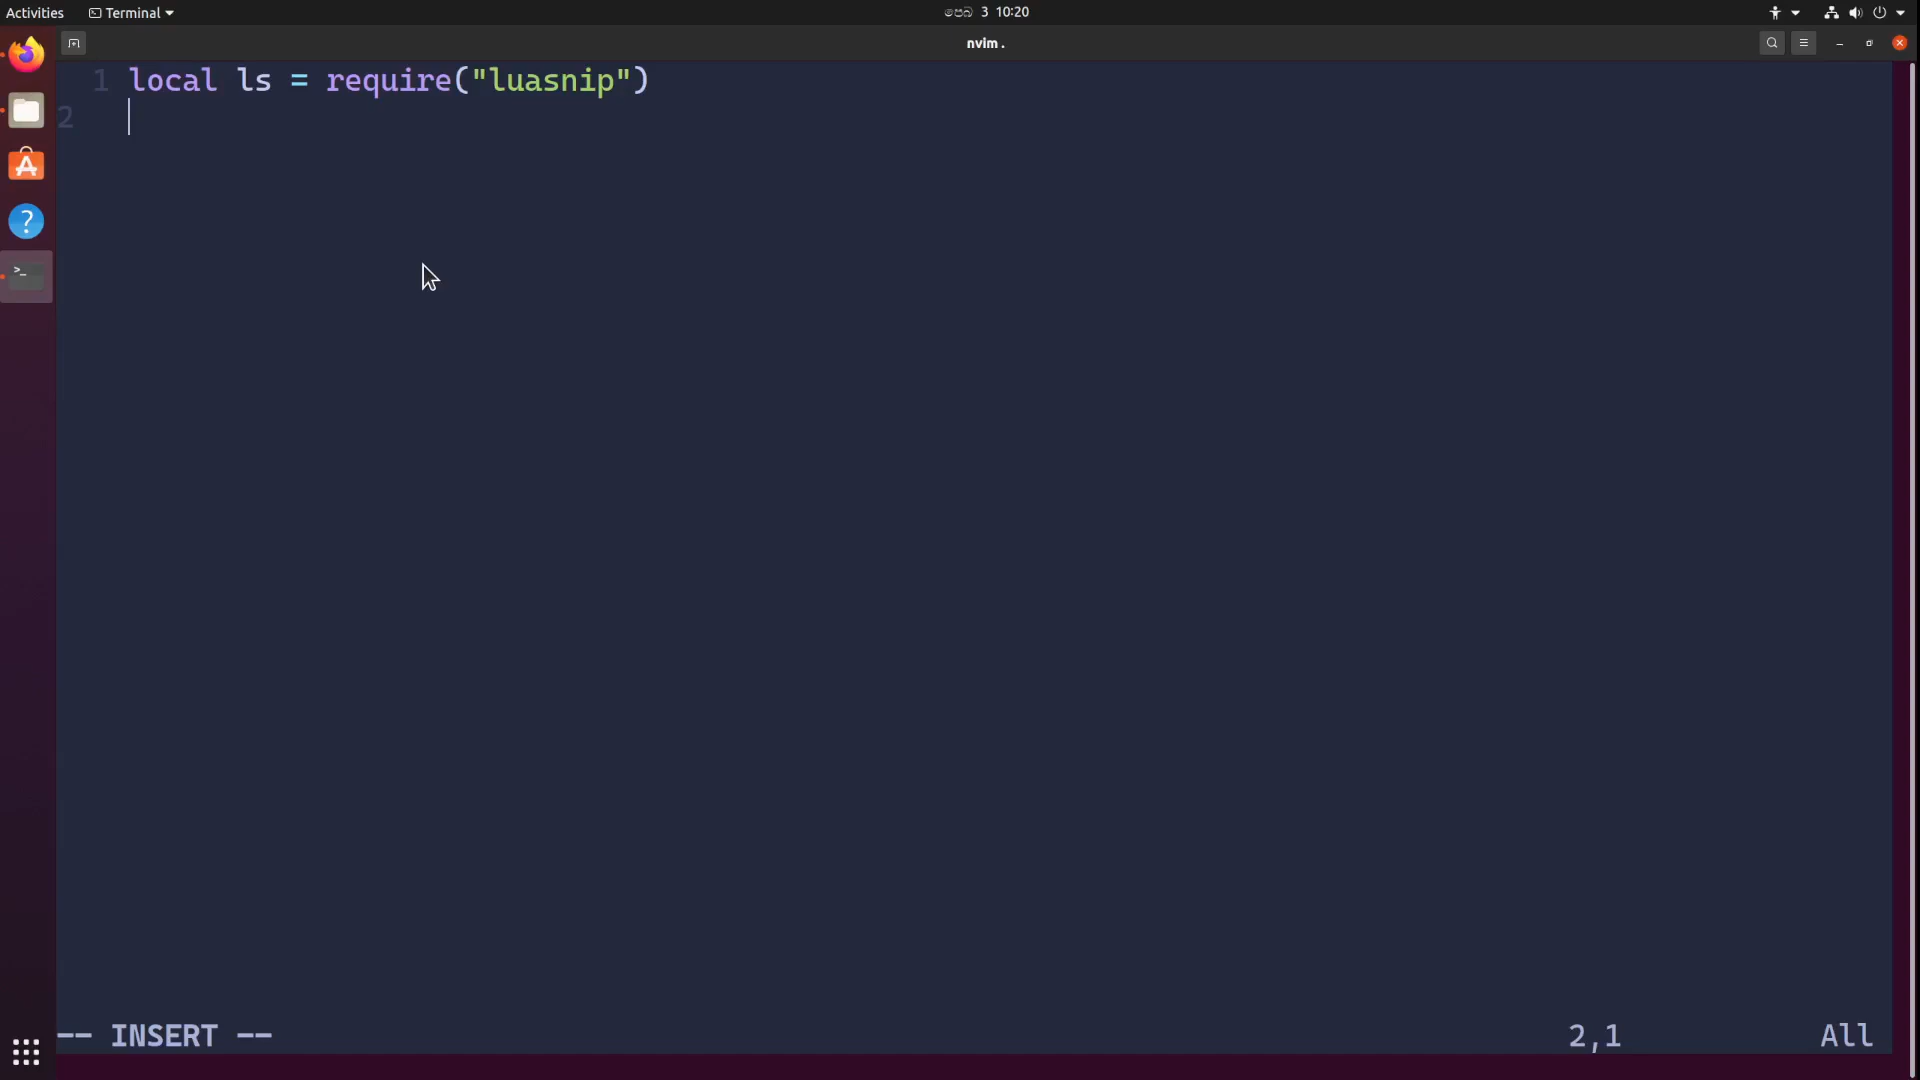 Activities Terminal පෙබ 3 10:20
nvim .
1 local ls = require("luasnip")
2
-- INSERT -- 2,1 All